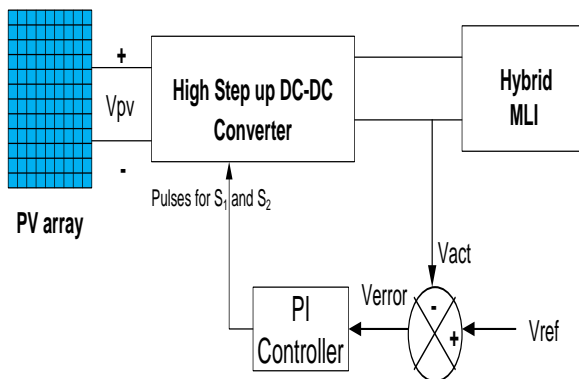 +
Vpv
-
PV array
High Step up DC-DC
Converter
Hybrid
MLI
Pulses for S₁ and S₂
Vact
Verror
-
+
Vref
PI
Controller